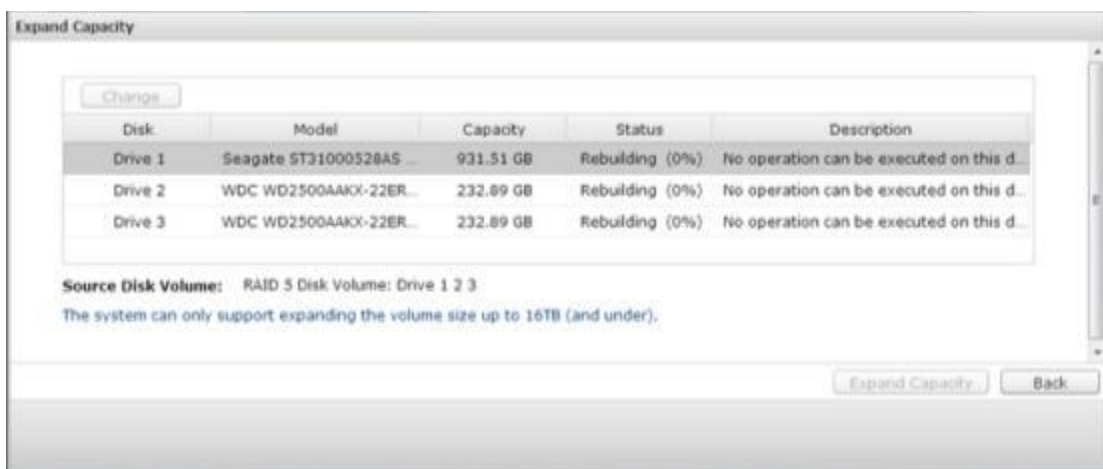 Expand Capacity
Change
Disk Model Capacity Status Description
Drive 1 Seagate ST31000528AS ... 931.51 GB Rebuilding (0%) No operation can be executed on this d...
Drive 2 WDC WD2500AAKX-22ER... 232.89 GB Rebuilding (0%) No operation can be executed on this d...
Drive 3 WDC WD2500AAKX-22ER... 232.89 GB Rebuilding (0%) No operation can be executed on this d...
Source Disk Volume: RAID 5 Disk Volume: Drive 1 2 3
The system can only support expanding the volume size up to 16TB (and under).
Expand Capacity Back